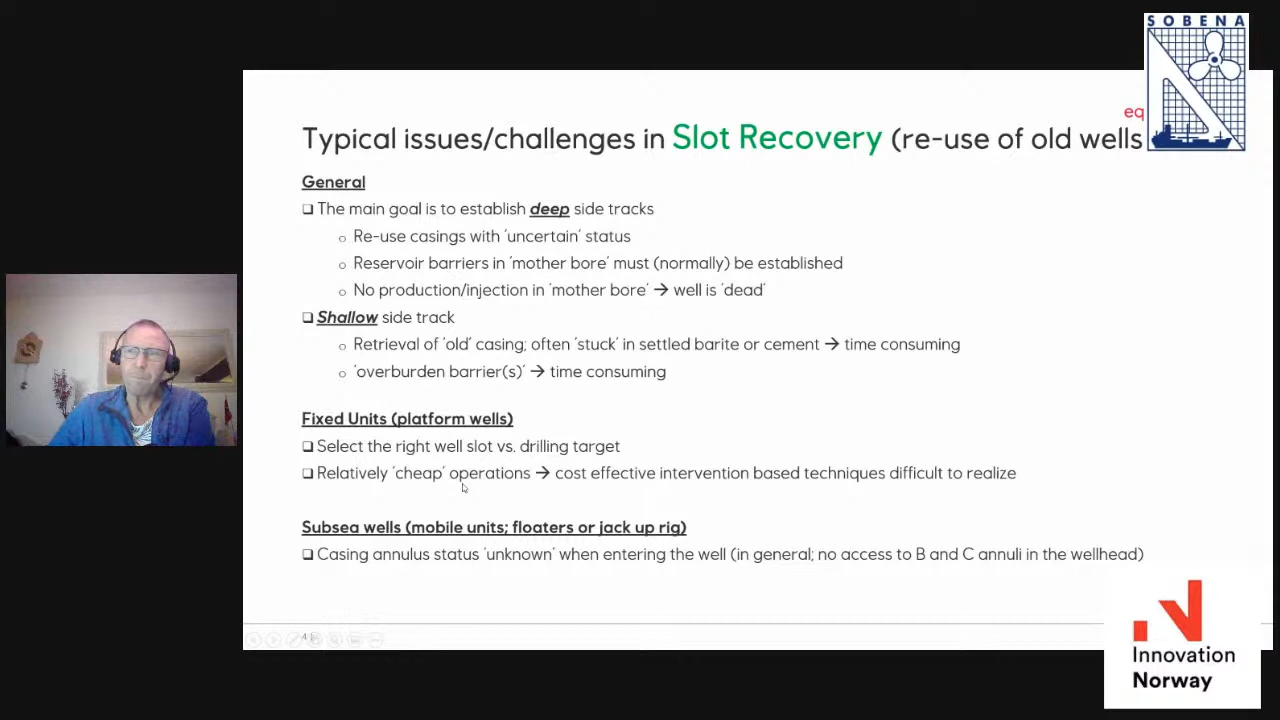 SOBENA
eq
Typical issues/challenges in Slot Recovery (re-use of old wells
General
The main goal is to establish deep side tracks
Re-use casings with 'uncertain' status
Reservoir barriers in 'mother bore' must (normally) be established
No production/injection in 'mother bore' → well is 'dead'
Shallow side track
Retrieval of 'old' casing; often 'stuck' in settled barite or cement → time consuming
'overburden barrier(s)' → time consuming
Fixed Units (platform wells)
Select the right well slot vs. drilling target
Relatively 'cheap' operations → cost effective intervention based techniques difficult to realize
Subsea wells (mobile units; floaters or jack up rig)
Casing annulus status 'unknown' when entering the well (in general; no access to B and C annuli in the wellhead)
4
Innovation
Norway